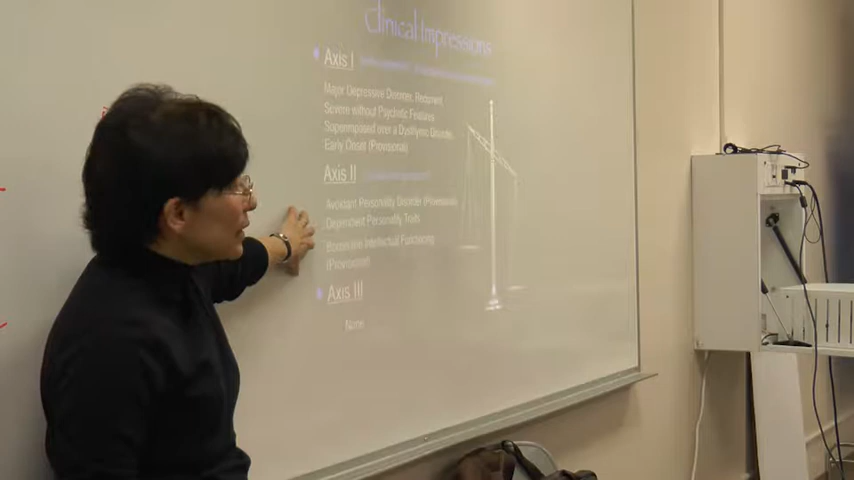 Clinical Impressions
Axis I
Major Depressive Disorder, Recurrent,
Severe without Psychotic Features
Superimposed over a Dysthymic Disorder,
Early Onset (Provisional)
Axis II
Avoidant Personality Disorder (Provisional)
Dependent Personality Traits
Borderline Intellectual Functioning
(Provisional)
Axis III
None